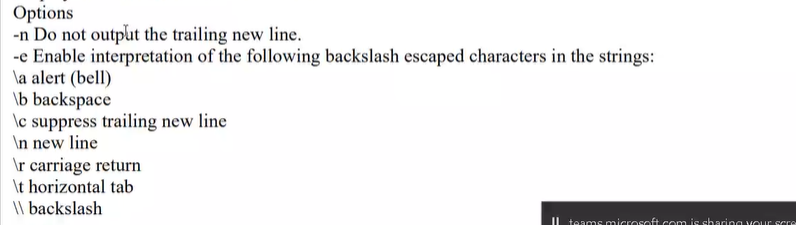 Options
-n Do not output the trailing new line.
-e Enable interpretation of the following backslash escaped characters in the strings:
\a alert (bell)
\b backspace
\c suppress trailing new line
\n new line
\r carriage return
\t horizontal tab
\\ backslash
teams.microsoft.com is sharing your scre